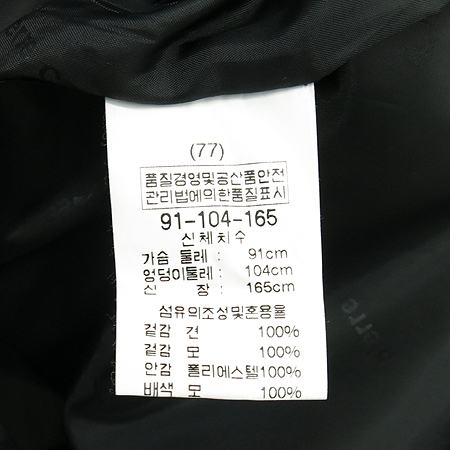 (77)
품질경영및공산품안전
관리법에의한품질표시
91-104-165
신체치수
가슴 둘레 : 91cm
엉덩이둘레 : 104cm
신 장 : 165cm
섬유의조성및혼용율
겉감 견 100%
겉감 모 100%
안감 폴리에스텔100%
배색 모 100%